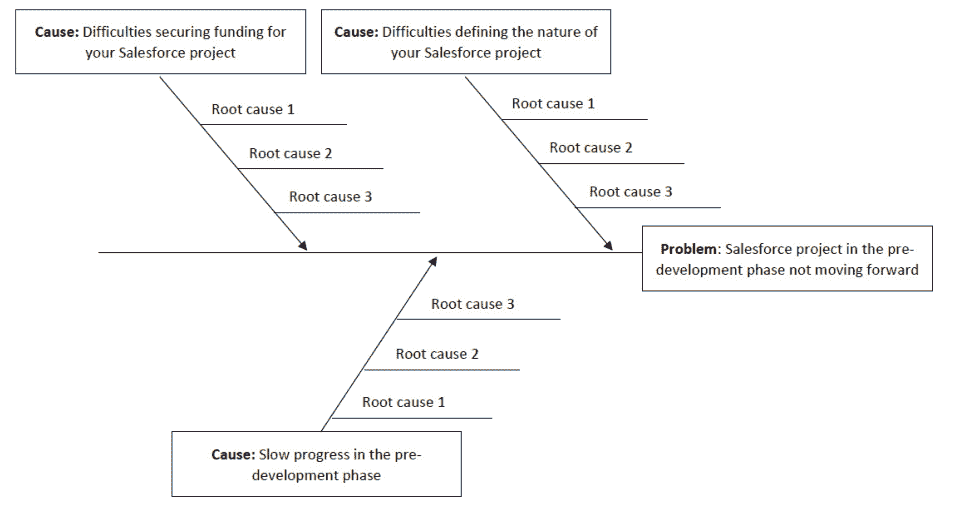 Cause: Difficulties securing funding for
your Salesforce project
Cause: Difficulties defining the nature of
your Salesforce project
Root cause 1
Root cause 2
Root cause 3
Root cause 1
Root cause 2
Root cause 3
Problem: Salesforce project in the pre-
development phase not moving forward
Root cause 3
Root cause 2
Root cause 1
Cause: Slow progress in the pre-
development phase